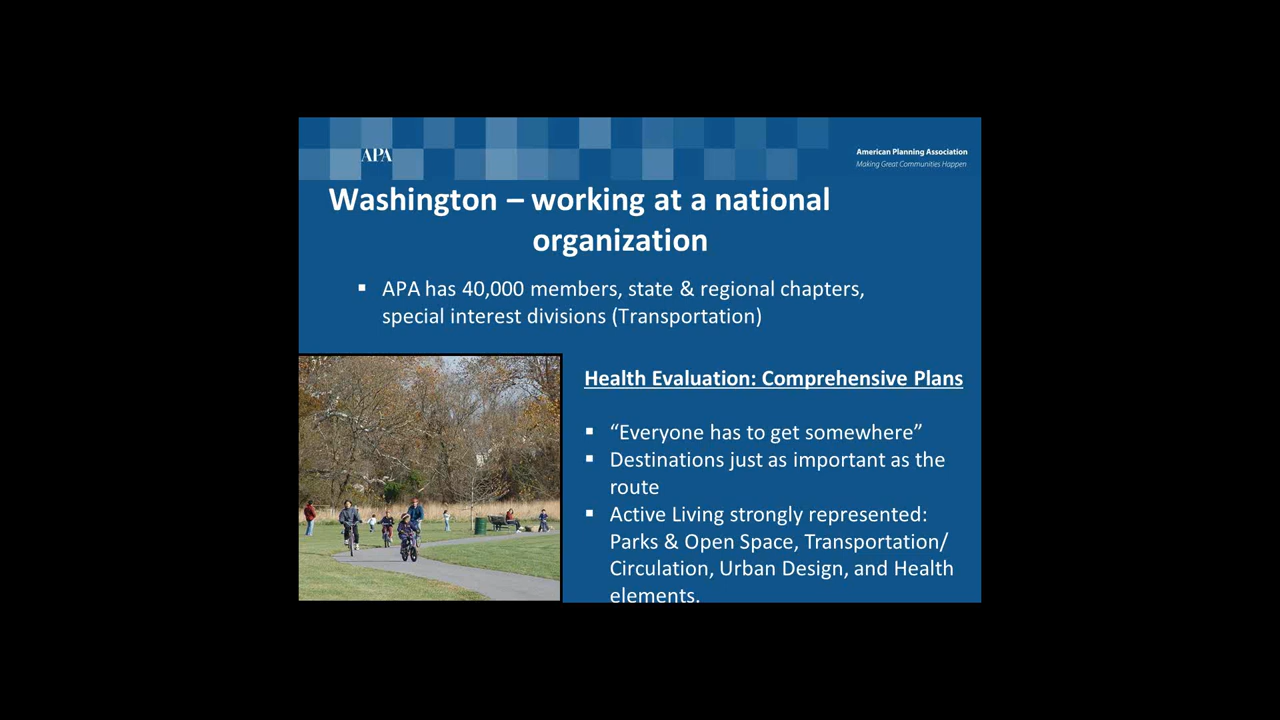 APA
American Planning Association
Making Great Communities Happen
Washington – working at a national
organization
▪ APA has 40,000 members, state & regional chapters,
special interest divisions (Transportation)
Health Evaluation: Comprehensive Plans
▪ “Everyone has to get somewhere”
▪ Destinations just as important as the
route
▪ Active Living strongly represented:
Parks & Open Space, Transportation/
Circulation, Urban Design, and Health
elements.